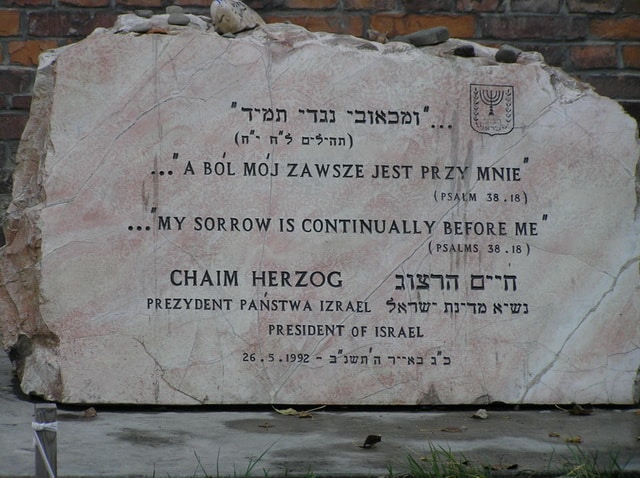 ..."ומכאובי נגדי תמיד"
(תהילים ל"ח י"ח)
..."A BÓL MÓJ ZAWSZE JEST PRZY MNIE"
(PSALM 38.18)
..."MY SORROW IS CONTINUALLY BEFORE ME"
(PSALMS 38.18)
CHAIM HERZOG חיים הרצוג
PREZYDENT PAŃSTWA IZRAEL נשיא מדינת ישראל
PRESIDENT OF ISRAEL
26.5.1992 - כ"ג באייר ה'תשנ"ב